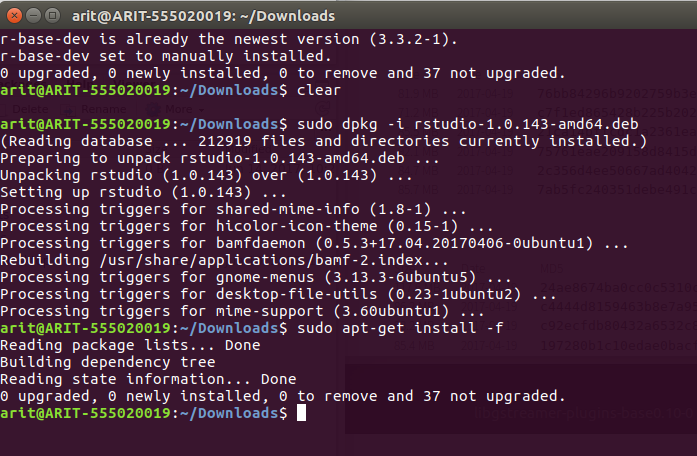 arit@ARIT-555020019: ~/Downloads
r-base-dev is already the newest version (3.3.2-1).
r-base-dev set to manually installed.
0 upgraded, 0 newly installed, 0 to remove and 37 not upgraded.
arit@ARIT-555020019:~/Downloads$ clear
arit@ARIT-555020019:~/Downloads$ sudo dpkg -i rstudio-1.0.143-amd64.deb
(Reading database ... 212919 files and directories currently installed.)
Preparing to unpack rstudio-1.0.143-amd64.deb ...
Unpacking rstudio (1.0.143) over (1.0.143) ...
Setting up rstudio (1.0.143) ...
Processing triggers for shared-mime-info (1.8-1) ...
Processing triggers for hicolor-icon-theme (0.15-1) ...
Processing triggers for bamfdaemon (0.5.3+17.04.20170406-0ubuntu1) ...
Rebuilding /usr/share/applications/bamf-2.index...
Processing triggers for gnome-menus (3.13.3-6ubuntu5) ...
Processing triggers for desktop-file-utils (0.23-1ubuntu2) ...
Processing triggers for mime-support (3.60ubuntu1) ...
arit@ARIT-555020019:~/Downloads$ sudo apt-get install -f
Reading package lists... Done
Building dependency tree
Reading state information... Done
0 upgraded, 0 newly installed, 0 to remove and 37 not upgraded.
arit@ARIT-555020019:~/Downloads$